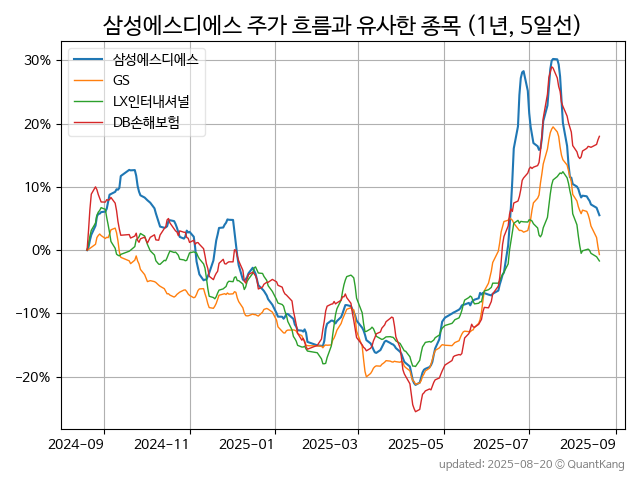 삼성에스디에스 주가 흐름과 유사한 종목 (1년, 5일선)
삼성에스디에스
GS
LX인터내셔널
DB손해보험
30%
20%
10%
0%
−10%
−20%
2024−09
2024−11
2025−01
2025−03
2025−05
2025−07
2025−09
updated: 2025−08−20 © QuantKang